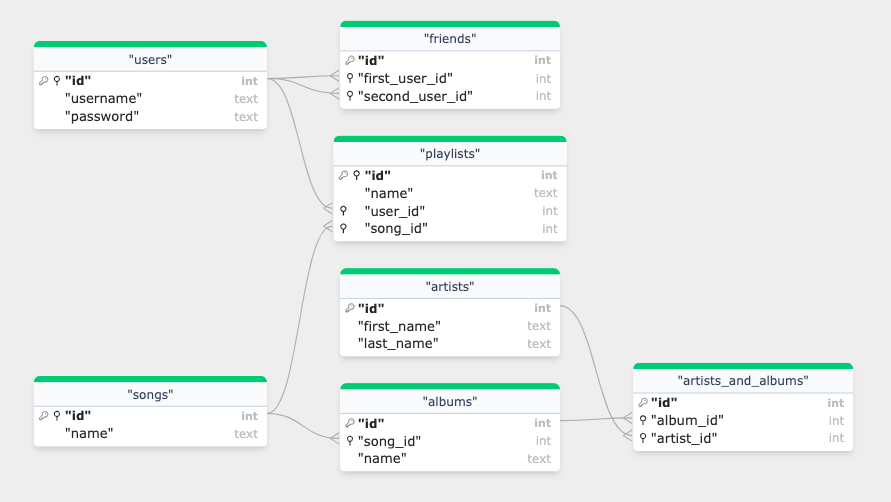 "users"
"id" int
"username" text
"password" text
"friends"
"id" int
"first_user_id" int
"second_user_id" int
"playlists"
"id" int
"name" text
"user_id" int
"song_id" int
"artists"
"id" int
"first_name" text
"last_name" text
"songs"
"id" int
"name" text
"albums"
"id" int
"song_id" int
"name" text
"artists_and_albums"
"id" int
"album_id" int
"artist_id" int